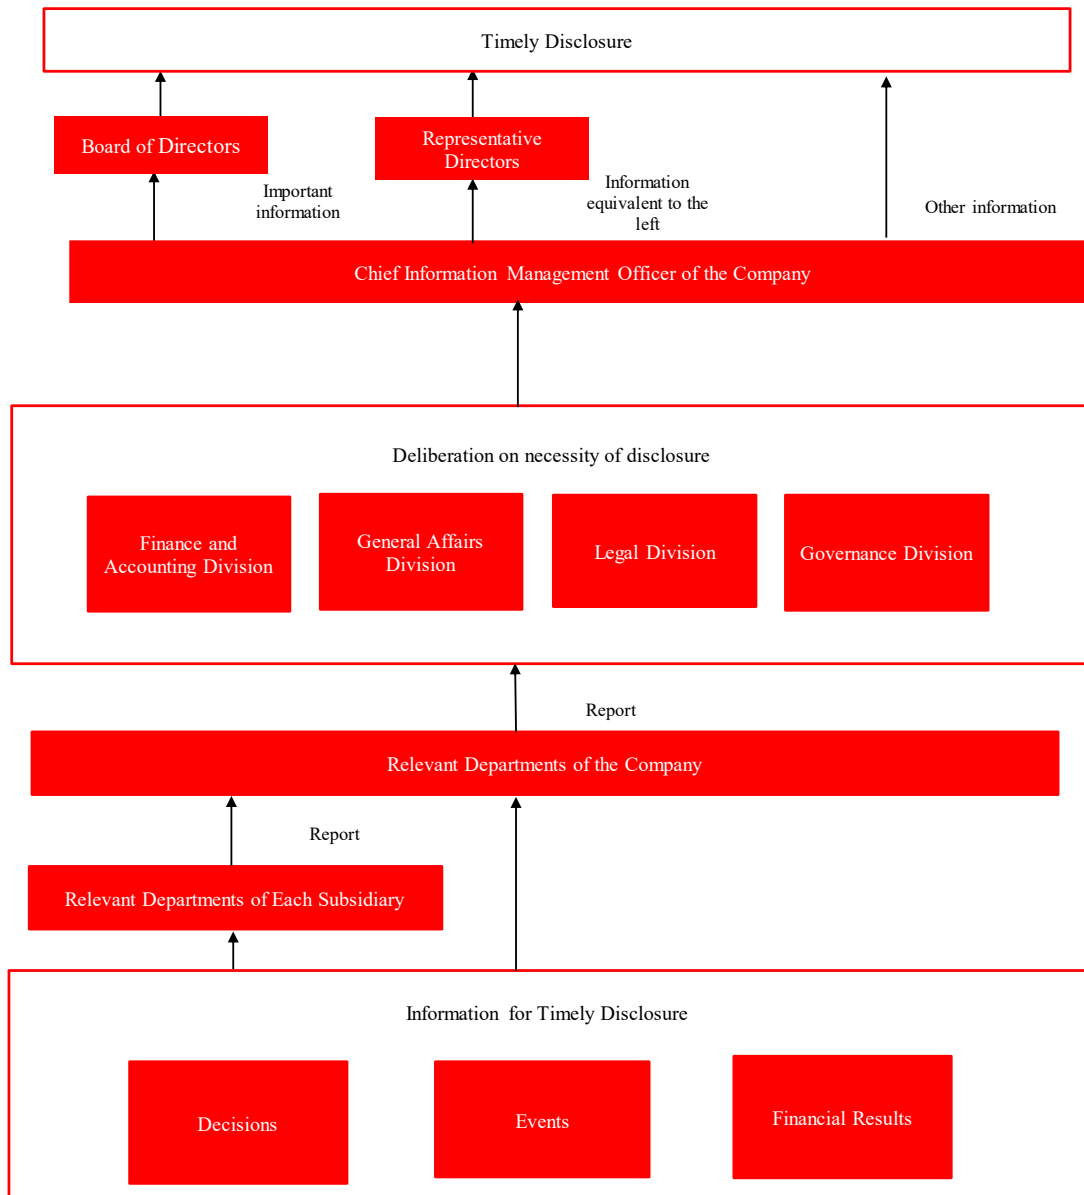 Timely Disclosure
Board of Directors
Representative
Directors
Important
information
Information
equivalent to the
left
Other information
Chief Information Management Officer of the Company
Deliberation on necessity of disclosure
Finance and
Accounting Division
General Affairs
Division
Legal Division
Governance Division
Report
Relevant Departments of the Company
Report
Relevant Departments of Each Subsidiary
Information for Timely Disclosure
Decisions
Events
Financial Results